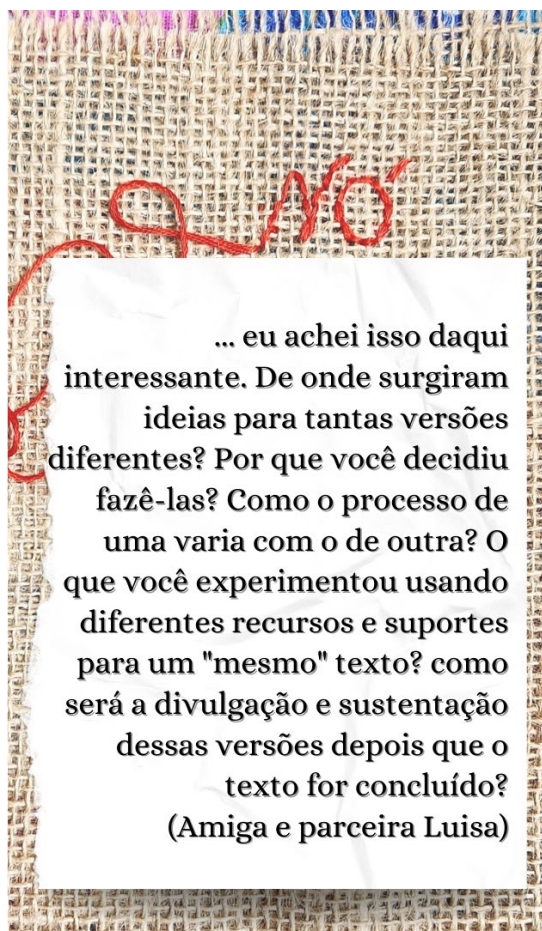 NÓ
... eu achei isso daqui
interessante. De onde surgiram
ideias para tantas versões
diferentes? Por que você decidiu
fazê-las? Como o processo de
uma varia com o de outra? O
que você experimentou usando
diferentes recursos e suportes
para um "mesmo" texto? como
será a divulgação e sustentação
dessas versões depois que o
texto for concluído?
(Amiga e parceira Luisa)